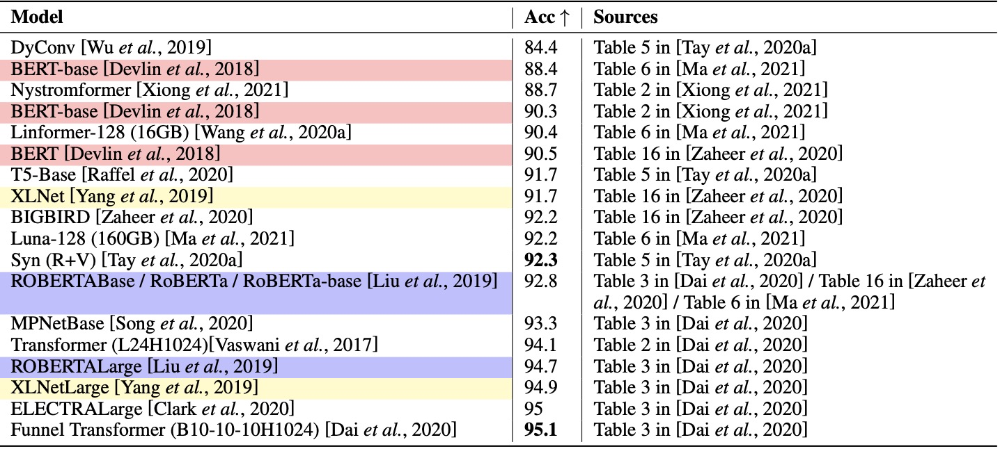 Model Acc ↑ Sources
DyConv [Wu et al., 2019] 84.4 Table 5 in [Tay et al., 2020a]
BERT-base [Devlin et al., 2018] 88.4 Table 6 in [Ma et al., 2021]
Nystromformer [Xiong et al., 2021] 88.7 Table 2 in [Xiong et al., 2021]
BERT-base [Devlin et al., 2018] 90.3 Table 2 in [Xiong et al., 2021]
Linformer-128 (16GB) [Wang et al., 2020a] 90.4 Table 6 in [Ma et al., 2021]
BERT [Devlin et al., 2018] 90.5 Table 16 in [Zaheer et al., 2020]
T5-Base [Raffel et al., 2020] 91.7 Table 5 in [Tay et al., 2020a]
XLNet [Yang et al., 2019] 91.7 Table 16 in [Zaheer et al., 2020]
BIGBIRD [Zaheer et al., 2020] 92.2 Table 16 in [Zaheer et al., 2020]
Luna-128 (160GB) [Ma et al., 2021] 92.2 Table 6 in [Ma et al., 2021]
Syn (R+V) [Tay et al., 2020a] 92.3 Table 5 in [Tay et al., 2020a]
ROBERTABase / RoBERTa / RoBERTa-base [Liu et al., 2019] 92.8 Table 3 in [Dai et al., 2020] / Table 16 in [Zaheer et
al., 2020] / Table 6 in [Ma et al., 2021]
MPNetBase [Song et al., 2020] 93.3 Table 3 in [Dai et al., 2020]
Transformer (L24H1024)[Vaswani et al., 2017] 94.1 Table 2 in [Dai et al., 2020]
ROBERTALarge [Liu et al., 2019] 94.7 Table 3 in [Dai et al., 2020]
XLNetLarge [Yang et al., 2019] 94.9 Table 3 in [Dai et al., 2020]
ELECTRALarge [Clark et al., 2020] 95 Table 3 in [Dai et al., 2020]
Funnel Transformer (B10-10-10H1024) [Dai et al., 2020] 95.1 Table 3 in [Dai et al., 2020]